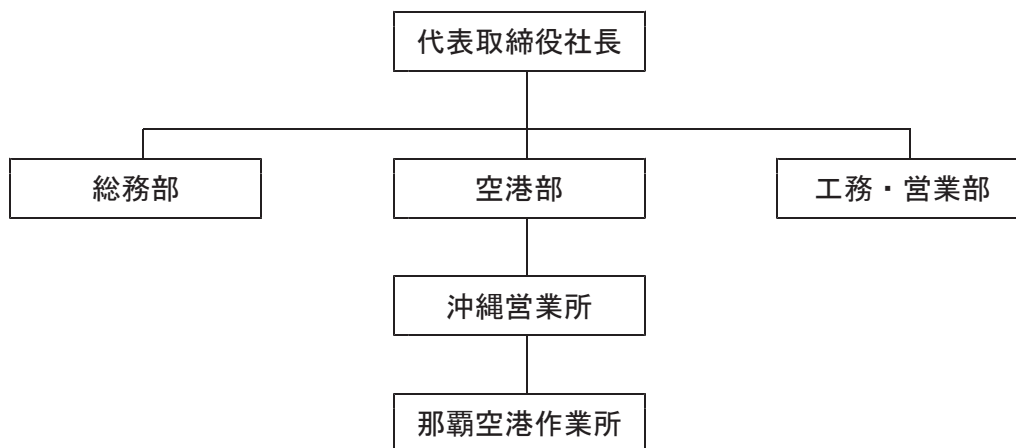 代表取締役社長
総務部
空港部
工務・営業部
沖縄営業所
那覇空港作業所